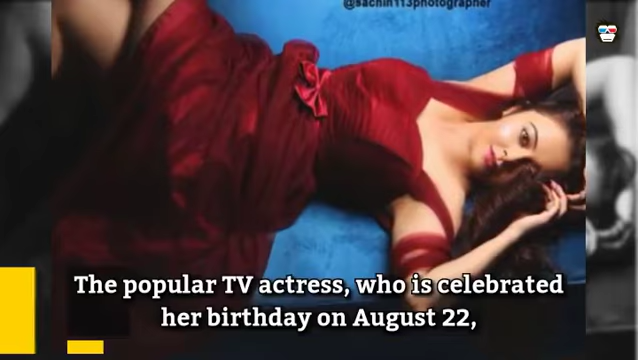 @sachin113photographer
The popular TV actress, who is celebrated
her birthday on August 22,